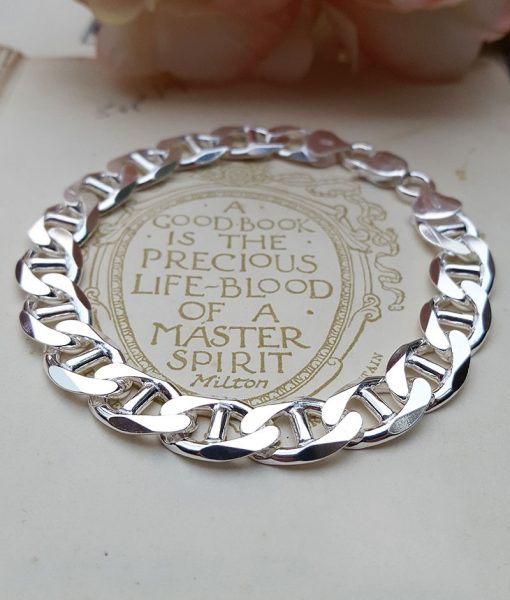 A
GOOD·BOOK
IS THE
PRECIOUS
LIFE-BLOOD
OF A
MASTER
SPIRIT
Milton